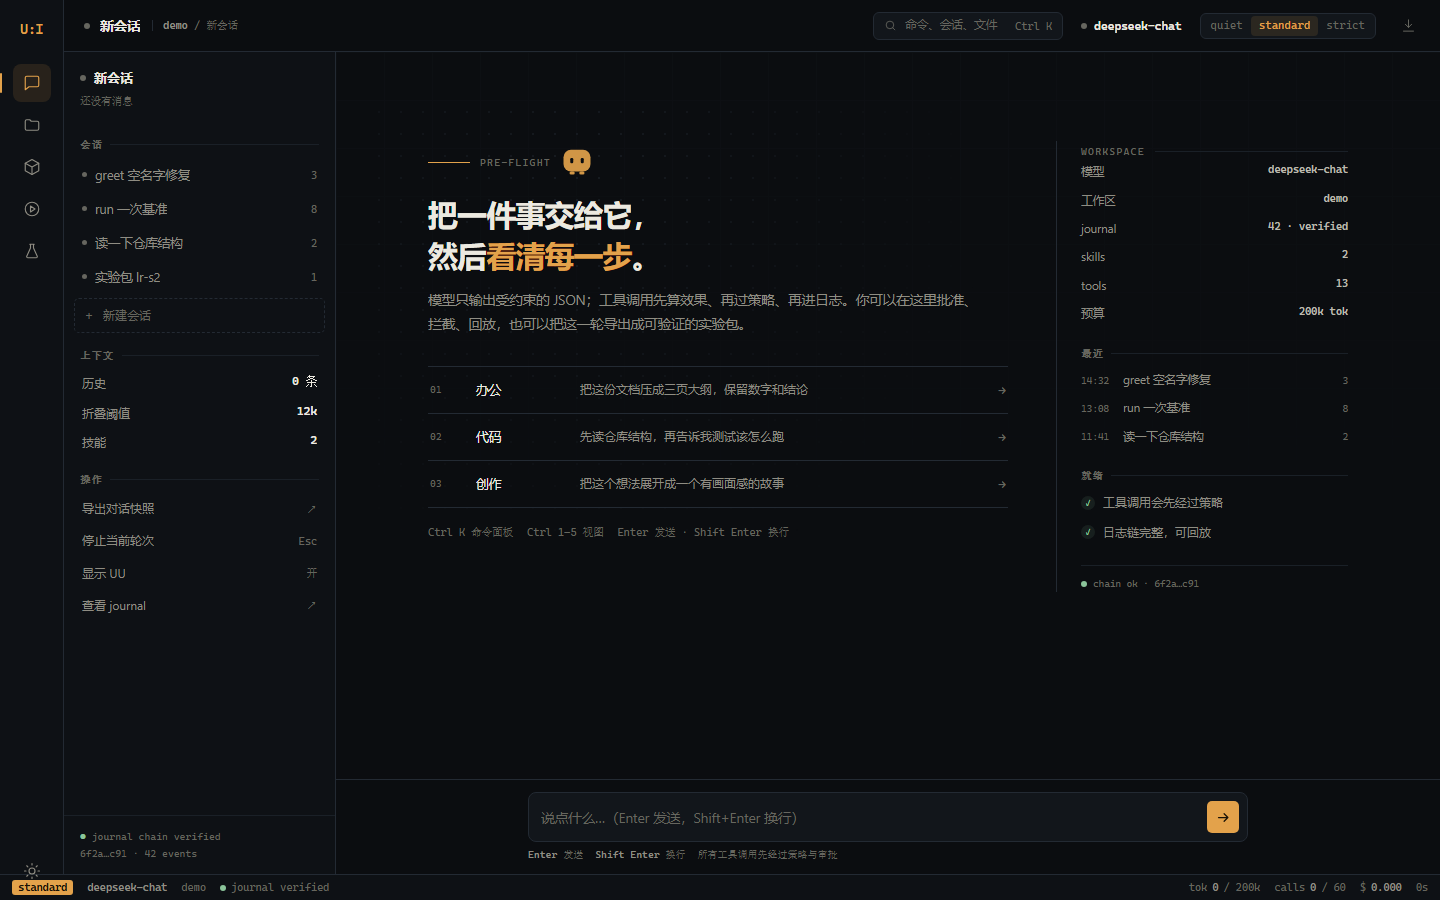 U:I
新会话
demo / 新会话
命令、会话、文件 Ctrl K
deepseek-chat
quiet standard strict
新会话
还没有消息
会话
greet 空名字修复 3
run 一次基准 8
读一下仓库结构 2
实验包 lr-s2 1
+ 新建会话
上下文
历史 0 条
折叠阈值 12k
技能 2
操作
导出对话快照 ↗
停止当前轮次 Esc
显示 UU 开
查看 journal ↗
journal chain verified
6f2a…c91 · 42 events
PRE-FLIGHT
把一件事交给它，
然后看清每一步。
模型只输出受约束的 JSON；工具调用先算效果、再过策略、再进日志。你可以在这里批准、
拦截、回放，也可以把这一轮导出成可验证的实验包。
01 办公 把这份文档压成三页大纲，保留数字和结论 →
02 代码 先读仓库结构，再告诉我测试该怎么跑 →
03 创作 把这个想法展开成一个有画面感的故事 →
Ctrl K 命令面板 Ctrl 1–5 视图 Enter 发送 · Shift Enter 换行
WORKSPACE
模型 deepseek-chat
工作区 demo
journal 42 · verified
skills 2
tools 13
预算 200k tok
最近
14:32 greet 空名字修复 3
13:08 run 一次基准 8
11:41 读一下仓库结构 2
就绪
✓ 工具调用会先经过策略
✓ 日志链完整，可回放
chain ok · 6f2a…c91
说点什么…（Enter 发送，Shift+Enter 换行）
Enter 发送 Shift Enter 换行 所有工具调用先经过策略与审批
standard deepseek-chat demo journal verified
tok 0 / 200k calls 0 / 60 $ 0.000 0s